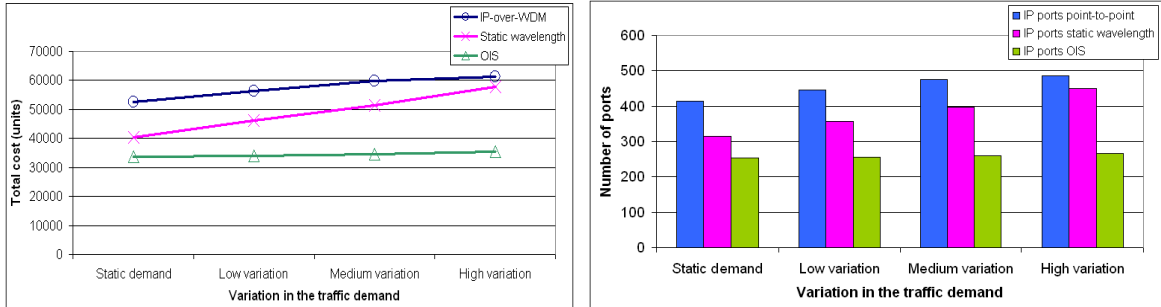 IP-over-WDM
Static wavelength
OIS
Total cost (units)
70000
60000
50000
40000
30000
20000
10000
0
Static demand
Low variation
Medium variation
High variation
Variation in the traffic demand
IP ports point-to-point
IP ports static wavelength
IP ports OIS
Number of ports
600
500
400
300
200
100
0
Static demand
Low variation
Medium variation
High variation
Variation in the traffic demand